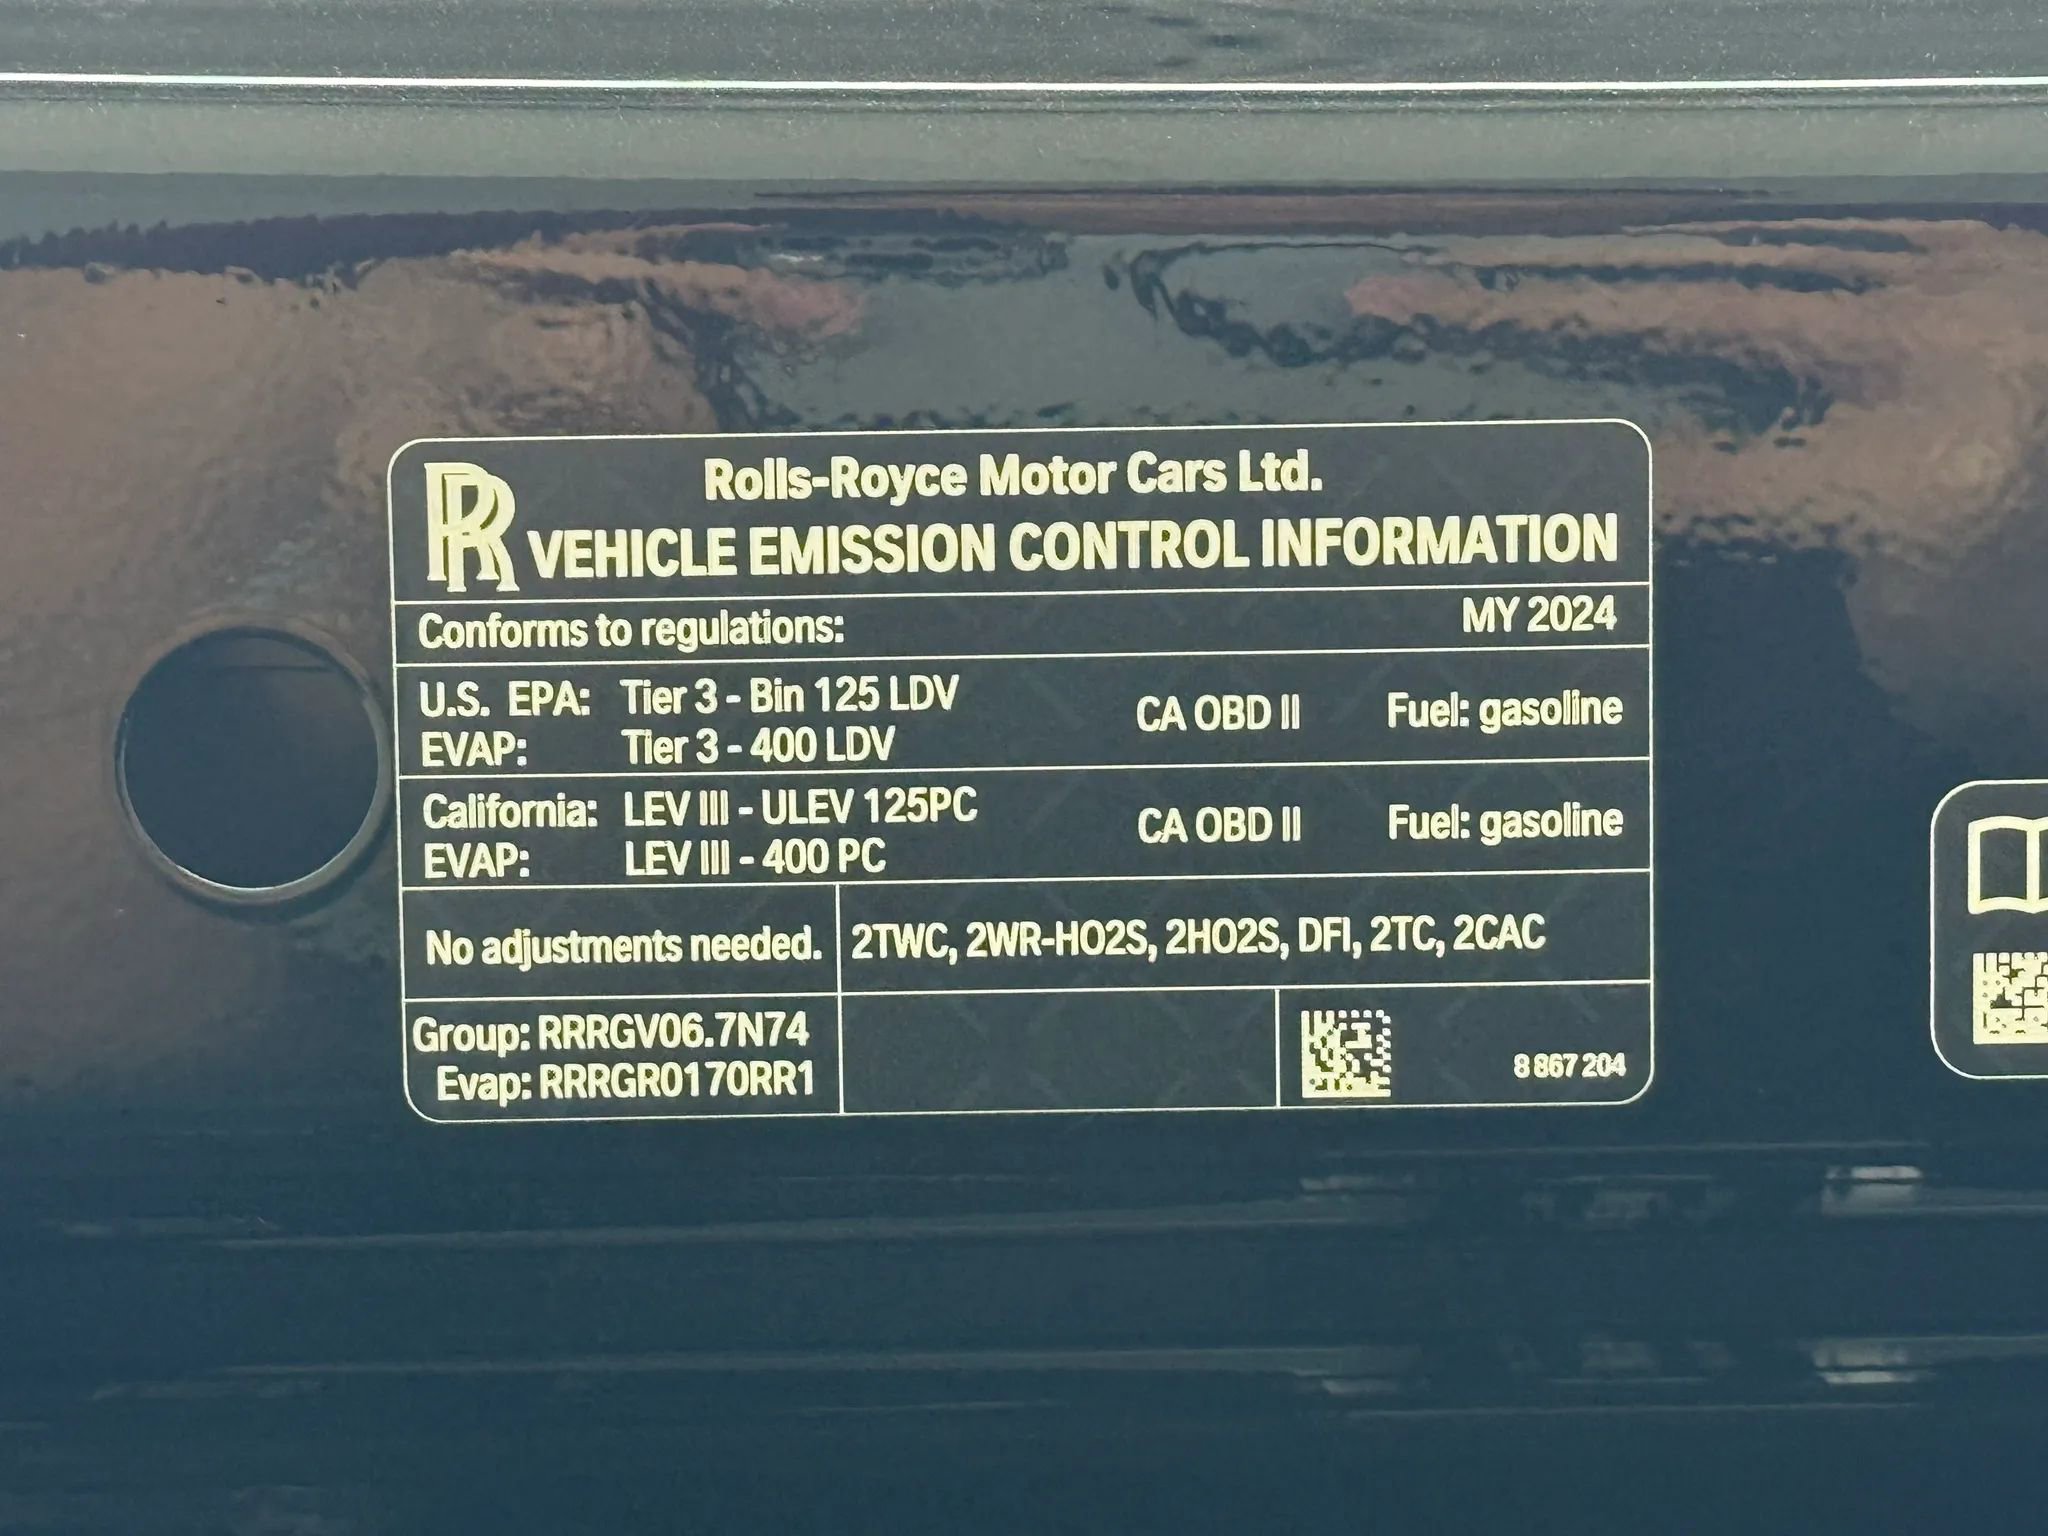 RR
Rolls-Royce Motor Cars Ltd.
VEHICLE EMISSION CONTROL INFORMATION
Conforms to regulations: MY 2024
U.S. EPA: Tier 3 - Bin 125 LDV CA OBD II Fuel: gasoline
EVAP: Tier 3 - 400 LDV
California: LEV III - ULEV 125PC CA OBD II Fuel: gasoline
EVAP: LEV III - 400 PC
No adjustments needed. 2TWC, 2WR-HO2S, 2HO2S, DFI, 2TC, 2CAC
Group: RRRGV06.7N74
Evap: RRRGR0170RR1
8 867 204